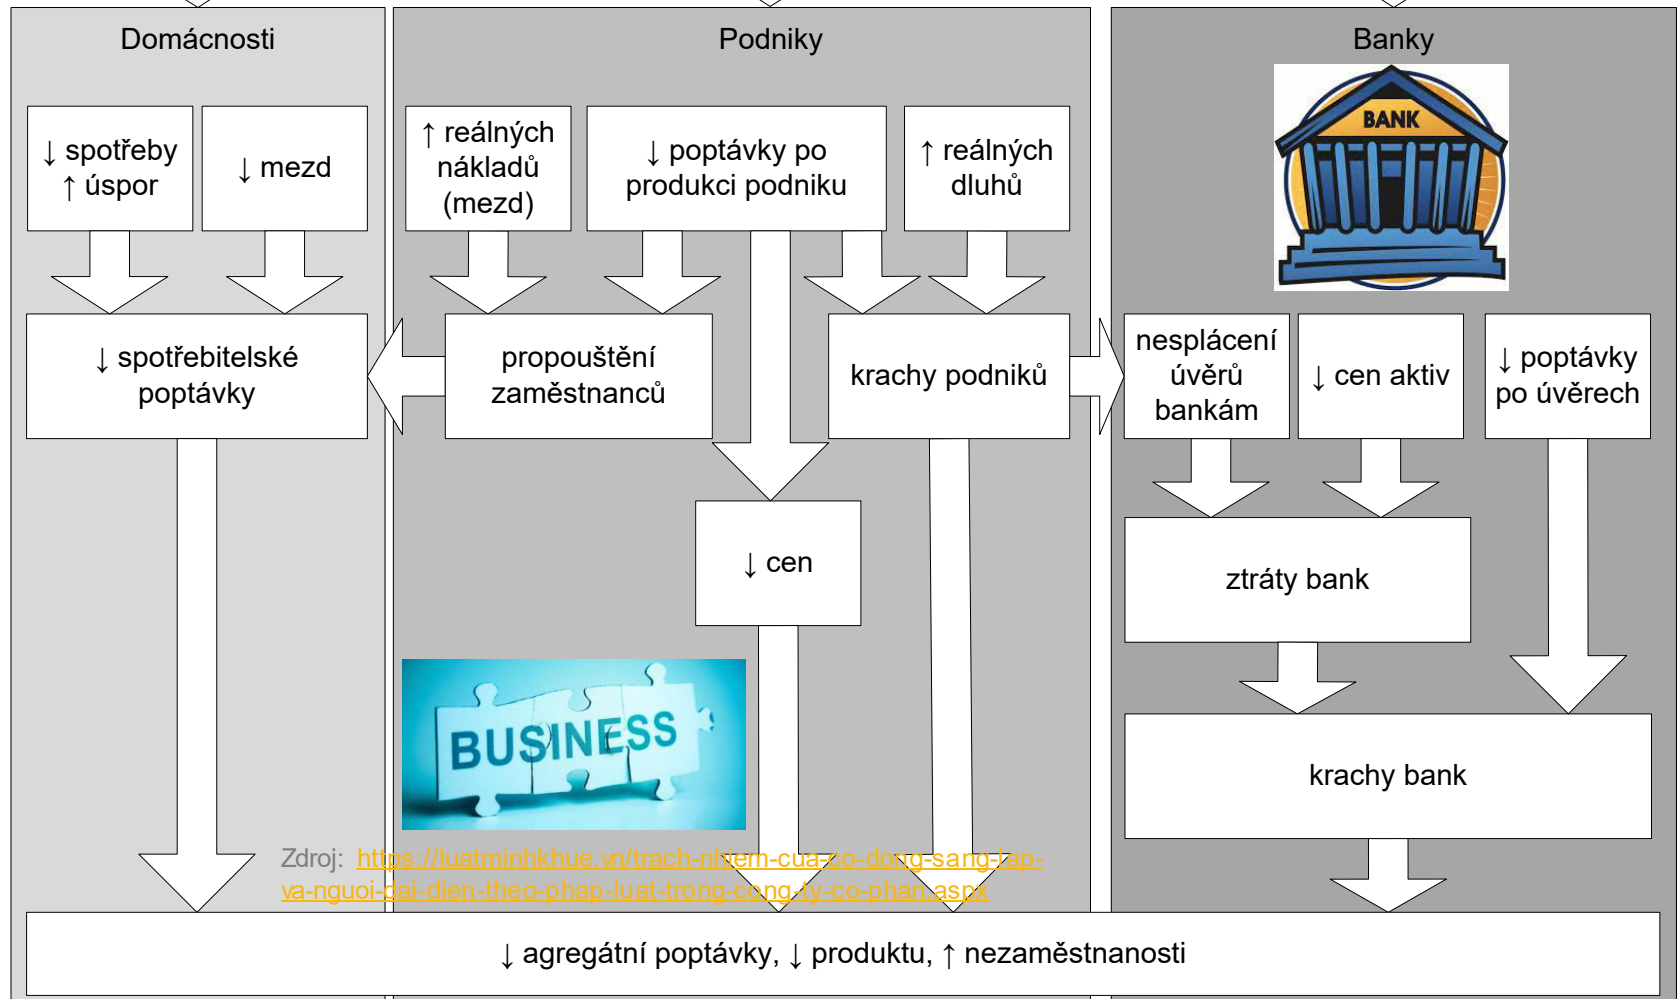 Domácnosti
Podniky
Banky
BANK
↓ spotřeby
↑ úspor
↓ mezd
↑ reálných
nákladů
(mezd)
↓ poptávky po
produkci podniku
↑ reálných
dluhů
↓ spotřebitelské
poptávky
propouštění
zaměstnanců
krachy podniků
nesplácení
úvěrů
bankám
↓ cen aktiv
↓ poptávky
po úvěrech
↓ cen
ztráty bank
BUSINESS
krachy bank
Zdroj: https://luatminhkhue.vn/trach-nhiem-cua-co-dong-sang-lap-
va-nguoi-dai-dien-theo-phap-luat-trong-cong-ty-co-phan.aspx
↓ agregátní poptávky, ↓ produktu, ↑ nezaměstnanosti